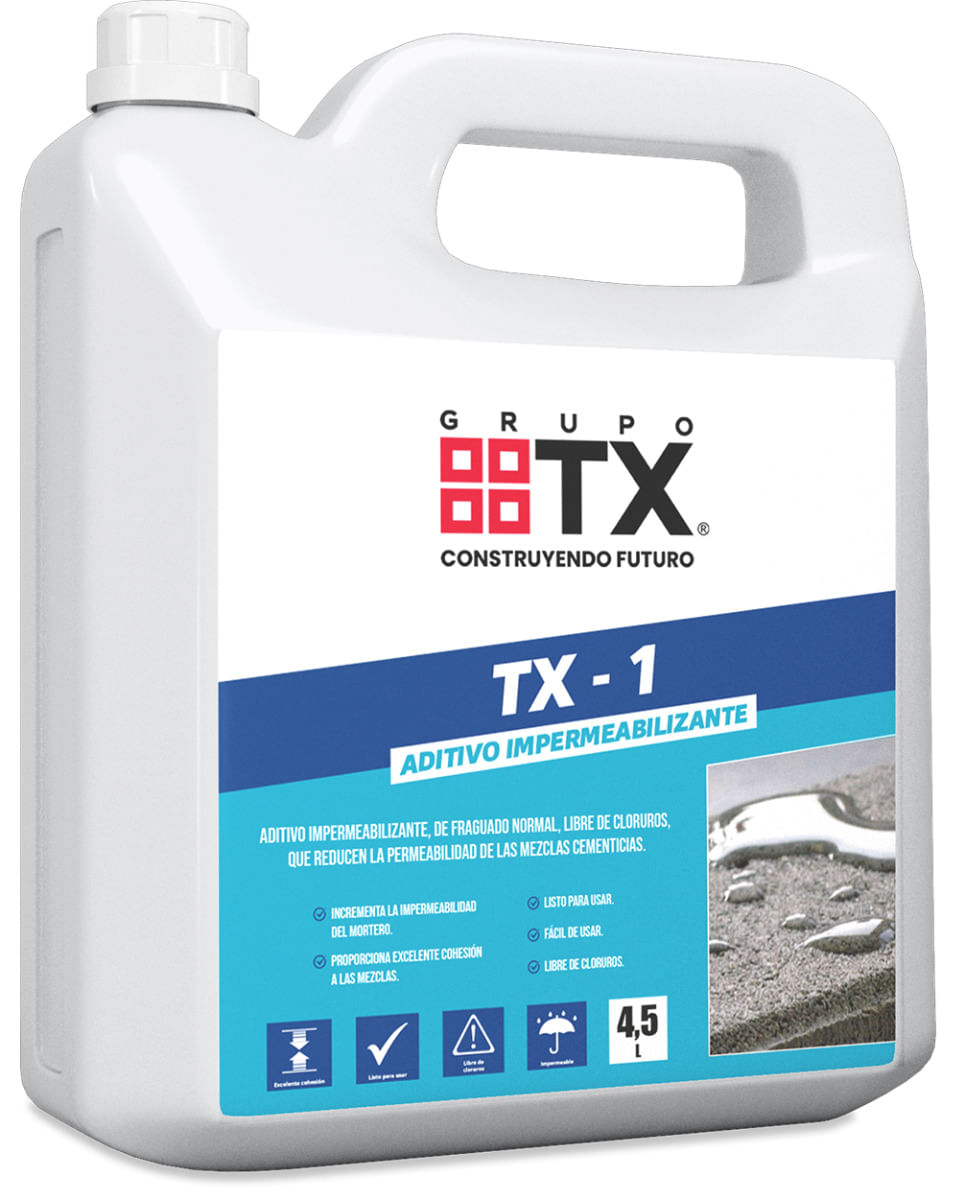 GRUPO
TX®
CONSTRUYENDO FUTURO
TX - 1
ADITIVO IMPERMEABILIZANTE
ADITIVO IMPERMEABILIZANTE, DE FRAGUADO NORMAL, LIBRE DE CLORUROS,
QUE REDUCEN LA PERMEABILIDAD DE LAS MEZCLAS CEMENTICIAS.
INCREMENTA LA IMPERMEABILIDAD
DEL MORTERO.
PROPORCIONA EXCELENTE COHESIÓN
A LAS MEZCLAS.
LISTO PARA USAR.
FÁCIL DE USAR.
LIBRE DE CLORUROS.
Excelente cohesión
Listo para usar
Libre de
cloruros
Impermeable
4,5
L